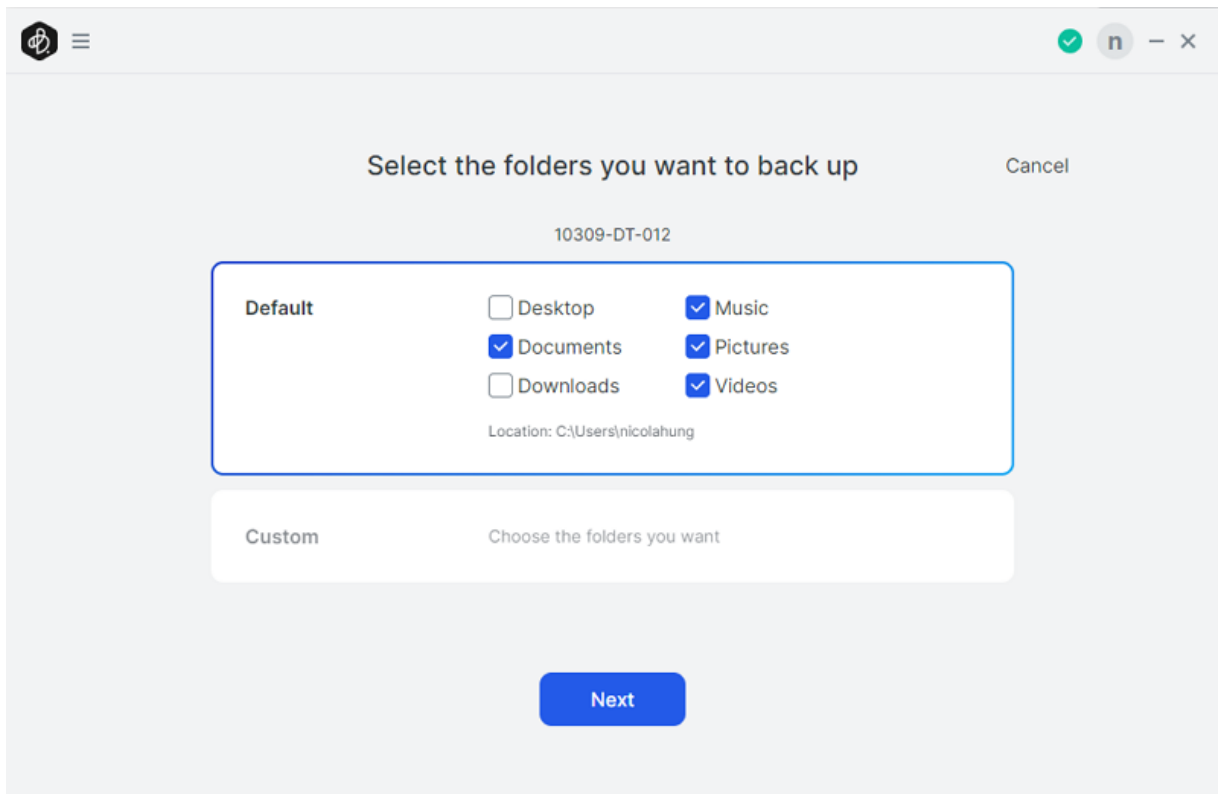 n
Select the folders you want to back up
Cancel
10309-DT-012
Default
Desktop
Music
Documents
Pictures
Downloads
Videos
Location: C:\Users\nicolahung
Custom
Choose the folders you want
Next